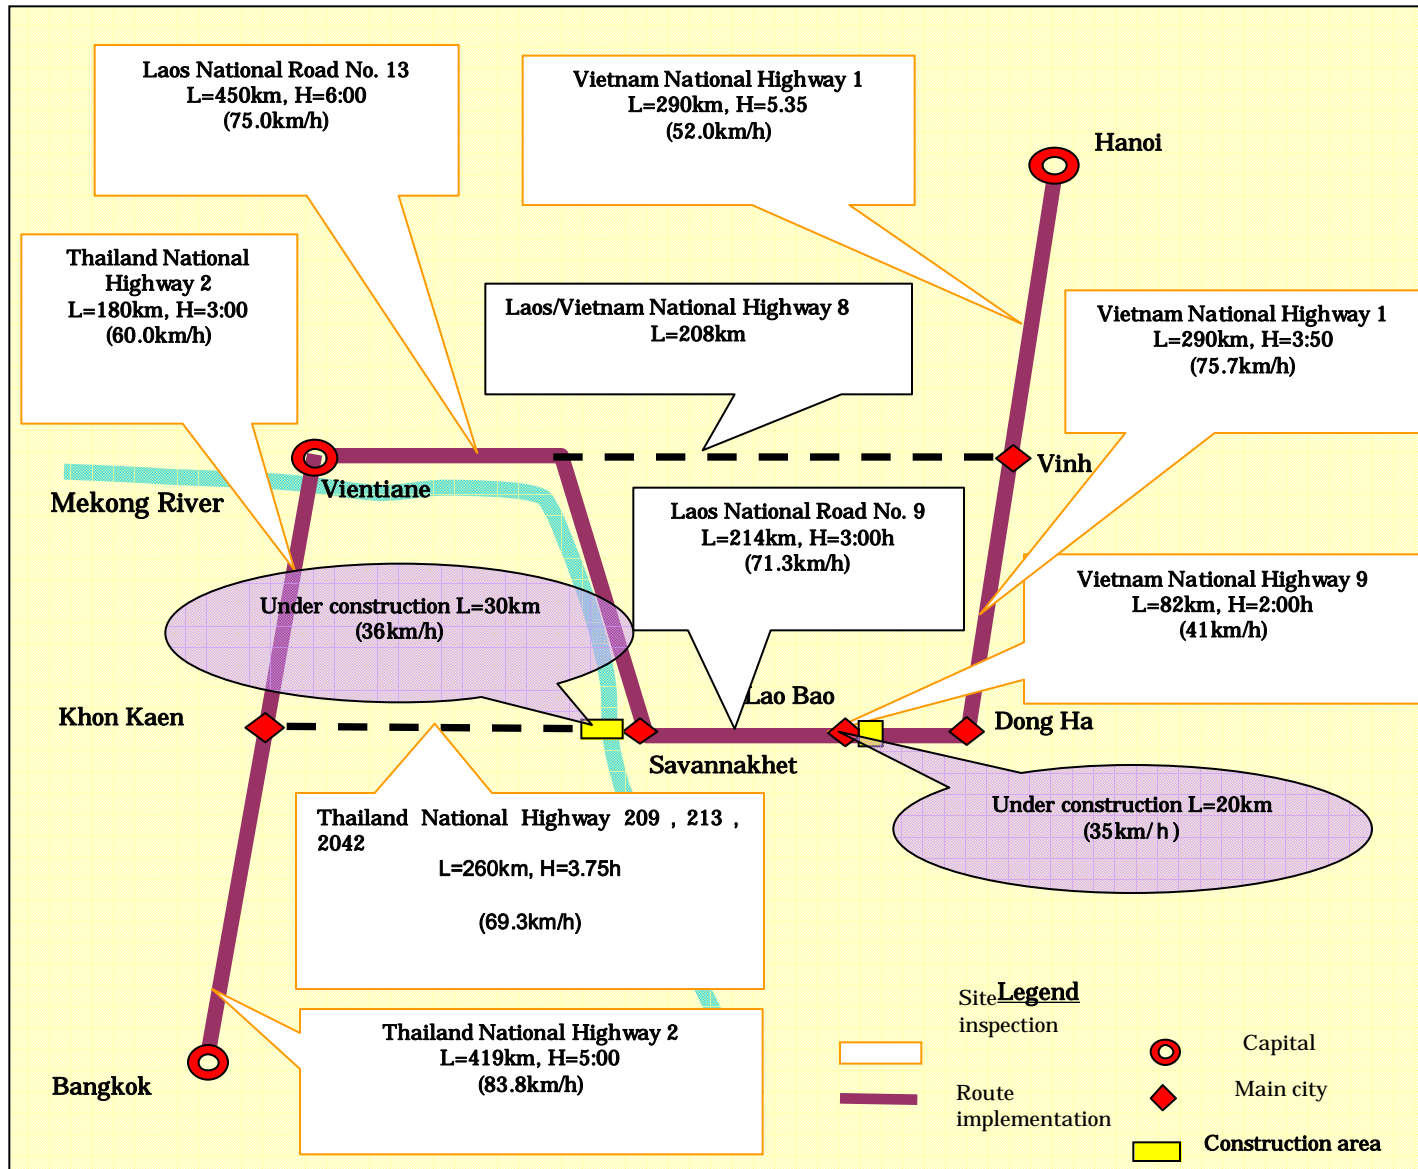 Laos National Road No. 13
L=450km, H=6:00
(75.0km/h)
Vietnam National Highway 1
L=290km, H=5.35
(52.0km/h)
Hanoi
Thailand National
Highway 2
L=180km, H=3:00
(60.0km/h)
Laos/Vietnam National Highway 8
L=208km
Vietnam National Highway 1
L=290km, H=3:50
(75.7km/h)
Vinh
Vientiane
Mekong River
Laos National Road No. 9
L=214km, H=3:00h
(71.3km/h)
Vietnam National Highway 9
L=82km, H=2:00h
(41km/h)
Under construction L=30km
(36km/h)
Lao Bao
Khon Kaen
Dong Ha
Savannakhet
Under construction L=20km
(35km/h)
Thailand National Highway 209 , 213 ,
2042
L=260km, H=3.75h
(69.3km/h)
Thailand National Highway 2
L=419km, H=5:00
(83.8km/h)
Bangkok
Legend
Site
inspection
Capital
Route
implementation
Main city
Construction area